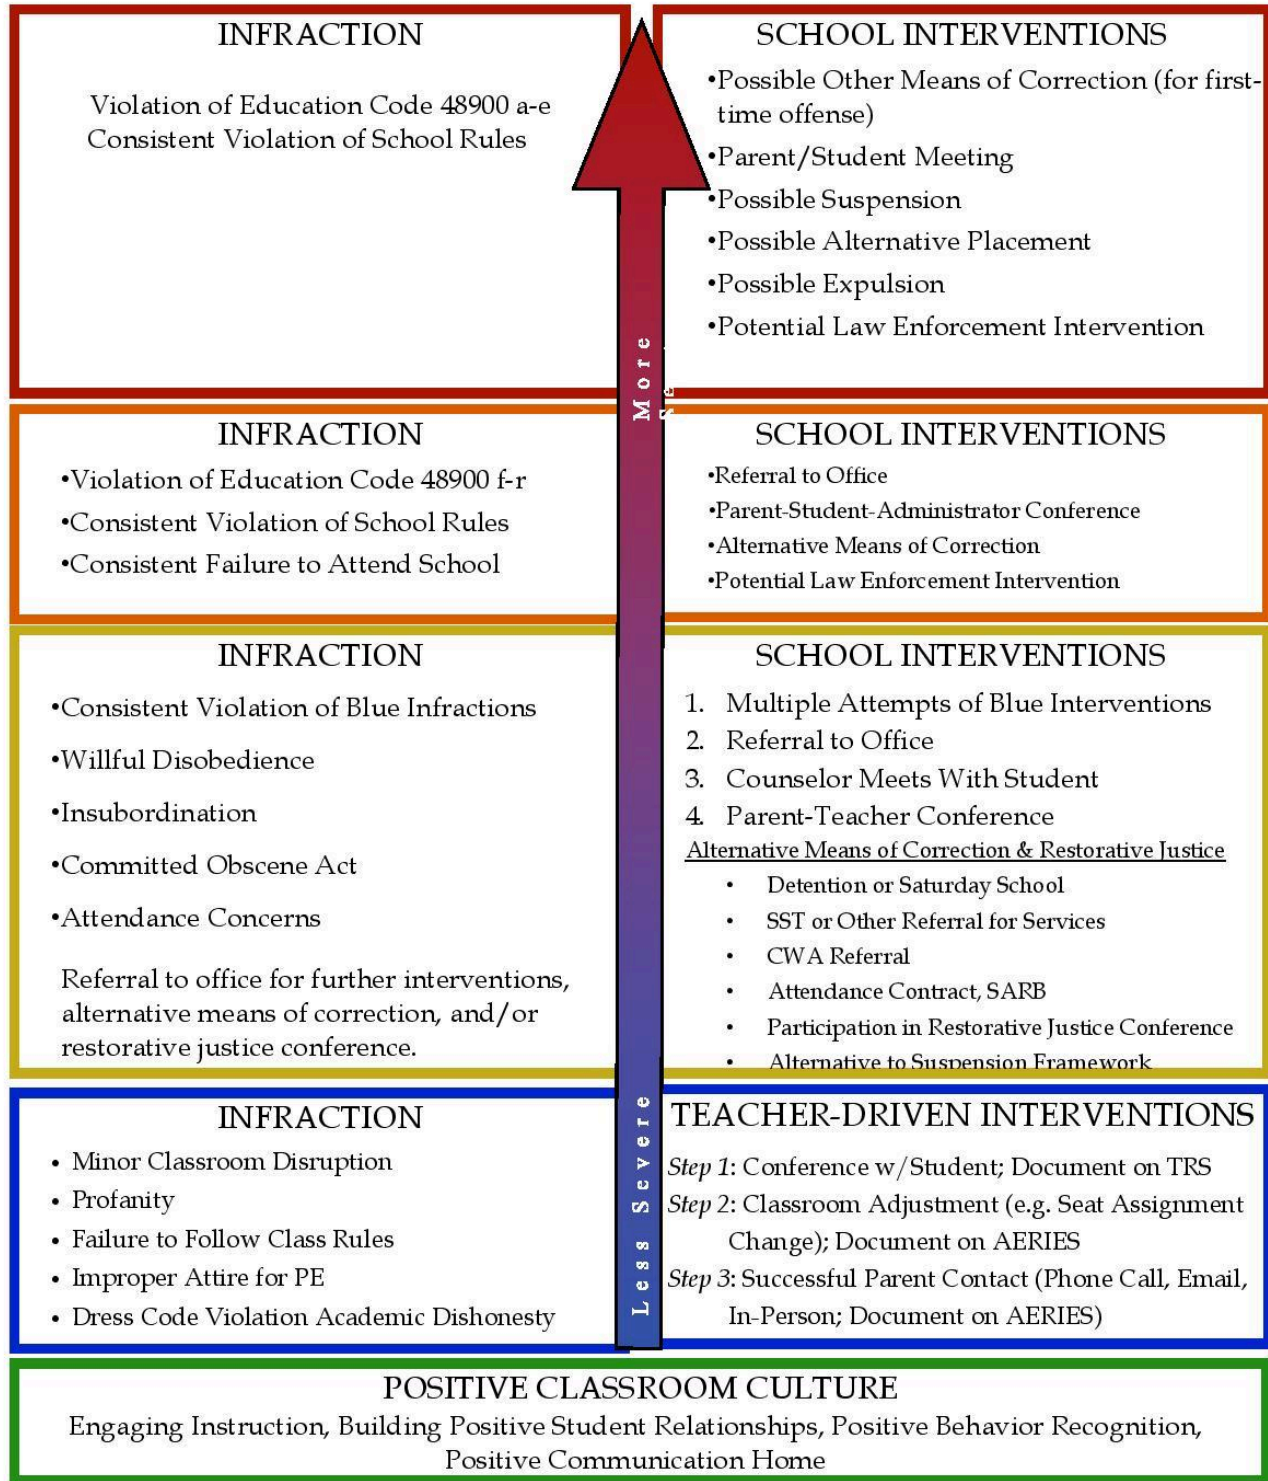 INFRACTION
Violation of Education Code 48900 a-e
Consistent Violation of School Rules
SCHOOL INTERVENTIONS
•Possible Other Means of Correction (for first-
time offense)
•Parent/Student Meeting
•Possible Suspension
•Possible Alternative Placement
•Possible Expulsion
•Potential Law Enforcement Intervention
More
INFRACTION
•Violation of Education Code 48900 f-r
•Consistent Violation of School Rules
•Consistent Failure to Attend School
SCHOOL INTERVENTIONS
•Referral to Office
•Parent-Student-Administrator Conference
•Alternative Means of Correction
•Potential Law Enforcement Intervention
INFRACTION
•Consistent Violation of Blue Infractions
•Willful Disobedience
•Insubordination
•Committed Obscene Act
•Attendance Concerns
Referral to office for further interventions,
alternative means of correction, and/or
restorative justice conference.
SCHOOL INTERVENTIONS
1. Multiple Attempts of Blue Interventions
2. Referral to Office
3. Counselor Meets With Student
4. Parent-Teacher Conference
Alternative Means of Correction & Restorative Justice
• Detention or Saturday School
• SST or Other Referral for Services
• CWA Referral
• Attendance Contract, SARB
• Participation in Restorative Justice Conference
• Alternative to Suspension Framework
Less Severe
INFRACTION
• Minor Classroom Disruption
• Profanity
• Failure to Follow Class Rules
• Improper Attire for PE
• Dress Code Violation Academic Dishonesty
TEACHER-DRIVEN INTERVENTIONS
Step 1: Conference w/Student; Document on TRS
Step 2: Classroom Adjustment (e.g. Seat Assignment
Change); Document on AERIES
Step 3: Successful Parent Contact (Phone Call, Email,
In-Person; Document on AERIES)
POSITIVE CLASSROOM CULTURE
Engaging Instruction, Building Positive Student Relationships, Positive Behavior Recognition,
Positive Communication Home